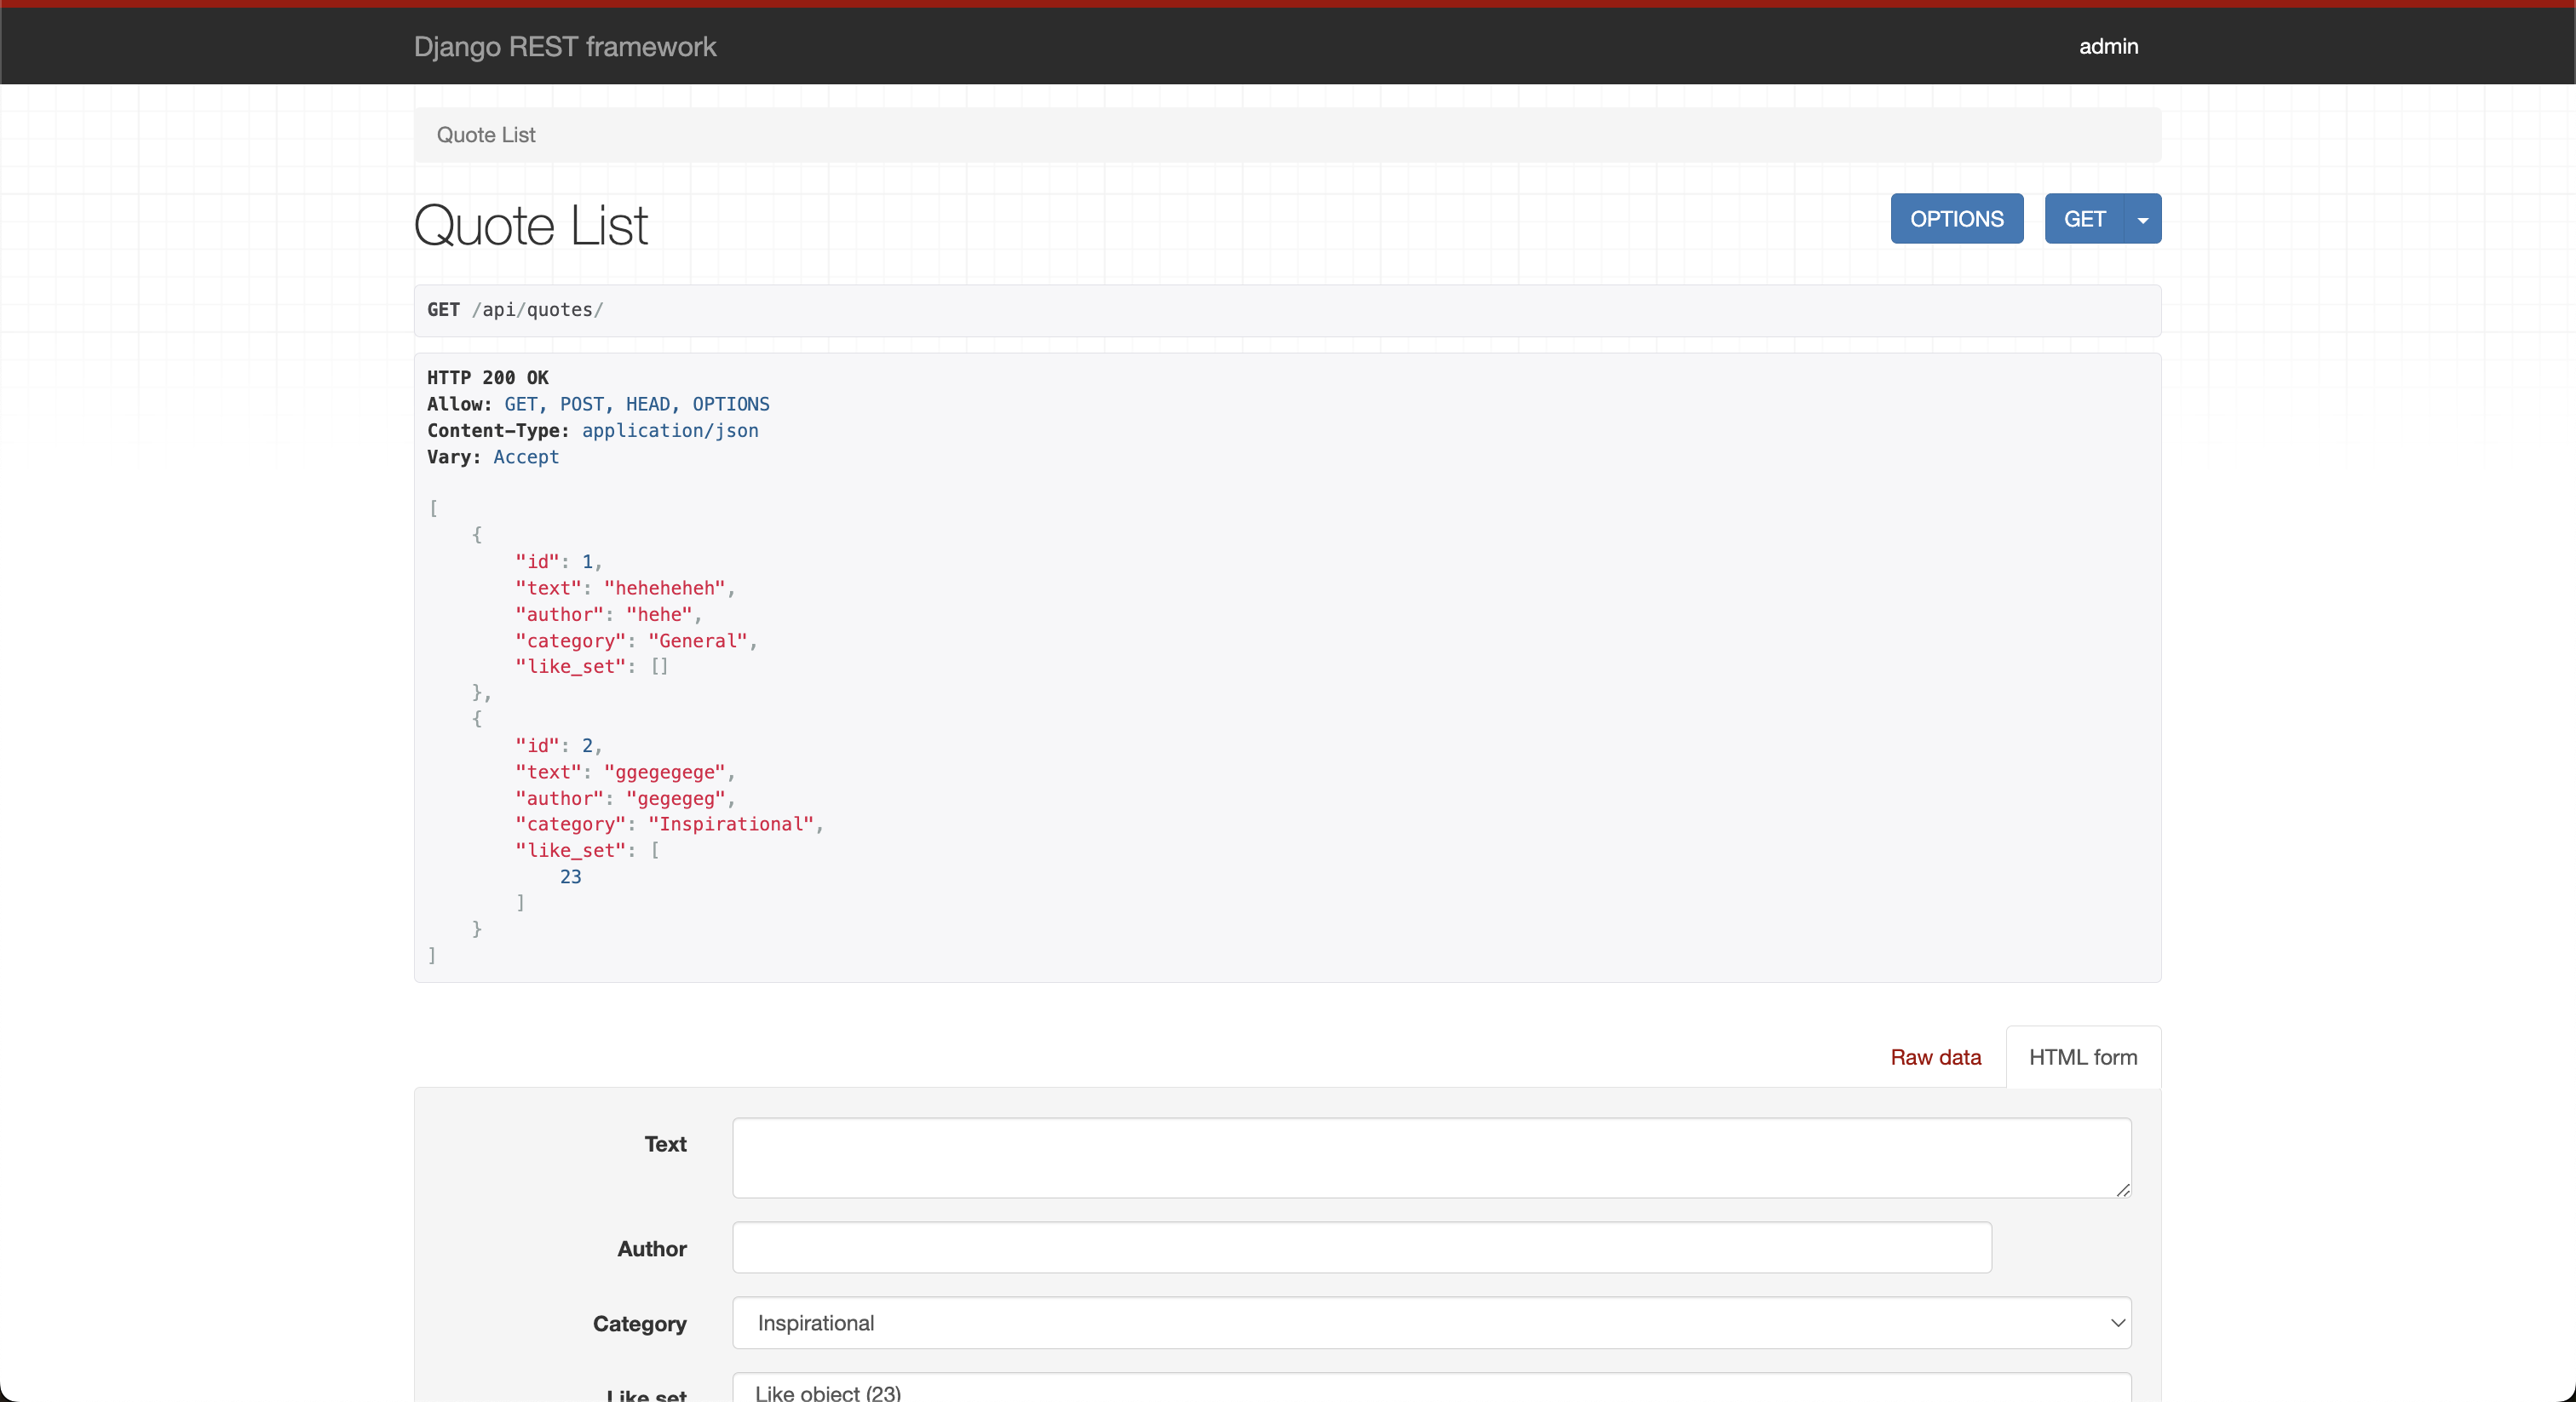 Django REST framework
admin
Quote List
Quote List
OPTIONS
GET
GET /api/quotes/
HTTP 200 OK
Allow: GET, POST, HEAD, OPTIONS
Content-Type: application/json
Vary: Accept
[
{
"id": 1,
"text": "heheheheh",
"author": "hehe",
"category": "General",
"like_set": []
},
{
"id": 2,
"text": "ggegegege",
"author": "gegegeg",
"category": "Inspirational",
"like_set": [
23
]
}
]
Raw data
HTML form
Text
Author
Category
Inspirational
Like set
Like object (23)